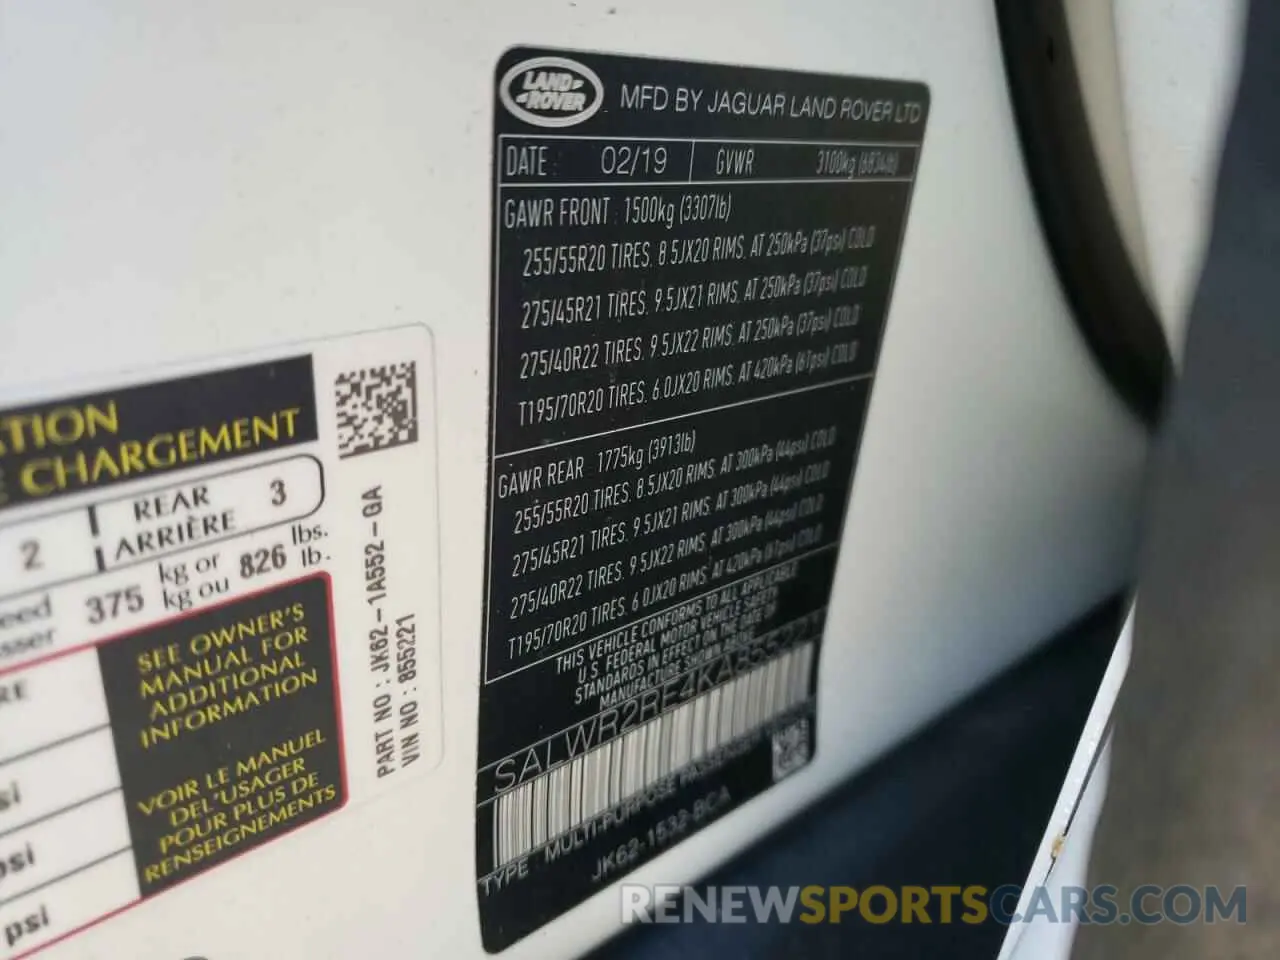 LAND ROVER
MFD BY JAGUAR LAND ROVER LTD
DATE : 02/19 GVWR 3100kg (6834lb)
GAWR FRONT : 1500kg (3307lb)
255/55R20 TIRES, 8.5JX20 RIMS, AT 250kPa (37psi) COLD
275/45R21 TIRES, 9.5JX21 RIMS, AT 250kPa (37psi) COLD
275/40R22 TIRES, 9.5JX22 RIMS, AT 250kPa (37psi) COLD
T195/70R20 TIRES, 6.0JX20 RIMS, AT 420kPa (61psi) COLD
GAWR REAR : 1775kg (3913lb)
255/55R20 TIRES, 8.5JX20 RIMS, AT 300kPa (44psi) COLD
275/45R21 TIRES, 9.5JX21 RIMS, AT 300kPa (44psi) COLD
275/40R22 TIRES, 9.5JX22 RIMS, AT 300kPa (44psi) COLD
T195/70R20 TIRES, 6.0JX20 RIMS, AT 420kPa (61psi) COLD
THIS VEHICLE CONFORMS TO ALL APPLICABLE
U.S. FEDERAL MOTOR VEHICLE SAFETY
STANDARDS IN EFFECT ON THE DATE OF
MANUFACTURE SHOWN ABOVE
SALWR2RE4KA855221
TYPE : MULTI-PURPOSE PASSENGER
JK62-1532-BCA
TION
CHARGEMENT
2 REAR 3
ARRIÈRE
375 kg or 826 lbs.
kg ou lb.
SEE OWNER'S
MANUAL FOR
ADDITIONAL
INFORMATION
VOIR LE MANUEL
DEL'USAGER
POUR PLUS DE
RENSEIGNEMENTS
psi
psi
PART NO : JK62-1A552-GA
VIN NO : 855221
RENEWSPORTSCARS.COM